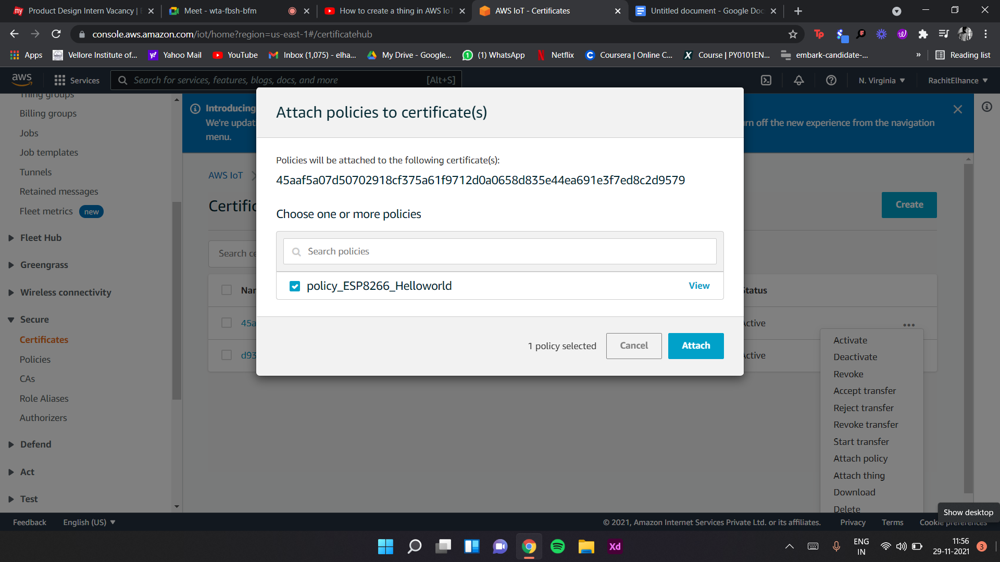 Product Design Intern Vacancy |
Meet - wta-fbsh-bfm
How to create a thing in AWS IoT
AWS IoT - Certificates
Untitled document - Google Doc
console.aws.amazon.com/iot/home?region=us-east-1#/certificatehub
Apps
Vellore Institute of...
Yahoo Mail
YouTube
Inbox (1,075) - elha...
My Drive - Google...
(1) WhatsApp
Netflix
Coursera | Online C...
Course | PY0101EN...
embark-candidate-...
»
Reading list
aws
Services
Search for services, features, blogs, docs, and more
[Alt+S]
N. Virginia
RachitElhance
Thing groups
Billing groups
Jobs
Job templates
Tunnels
Retained messages
Fleet metrics new
Fleet Hub
Greengrass
Wireless connectivity
Secure
Certificates
Policies
CAs
Role Aliases
Authorizers
Defend
Act
Test
Introducing
We're updat
rn off the new experience from the navigation
menu.
AWS IoT
Certific
Create
Search ce
Nar
Status
45a
Active
d93
Active
Attach policies to certificate(s)
Policies will be attached to the following certificate(s):
45aaf5a07d50702918cf375a61f9712d0a0658d835e44ea691e3f7ed8c2d9579
Choose one or more policies
Search policies
policy_ESP8266_Helloworld
View
1 policy selected
Cancel
Attach
Activate
Deactivate
Revoke
Accept transfer
Reject transfer
Revoke transfer
Start transfer
Attach policy
Attach thing
Download
Delete
Show desktop
Feedback
English (US)
© 2021, Amazon Internet Services Private Ltd. or its affiliates.
Privacy
Terms
Cookie preferences
Xd
ENG
IN
11:56
29-11-2021
3